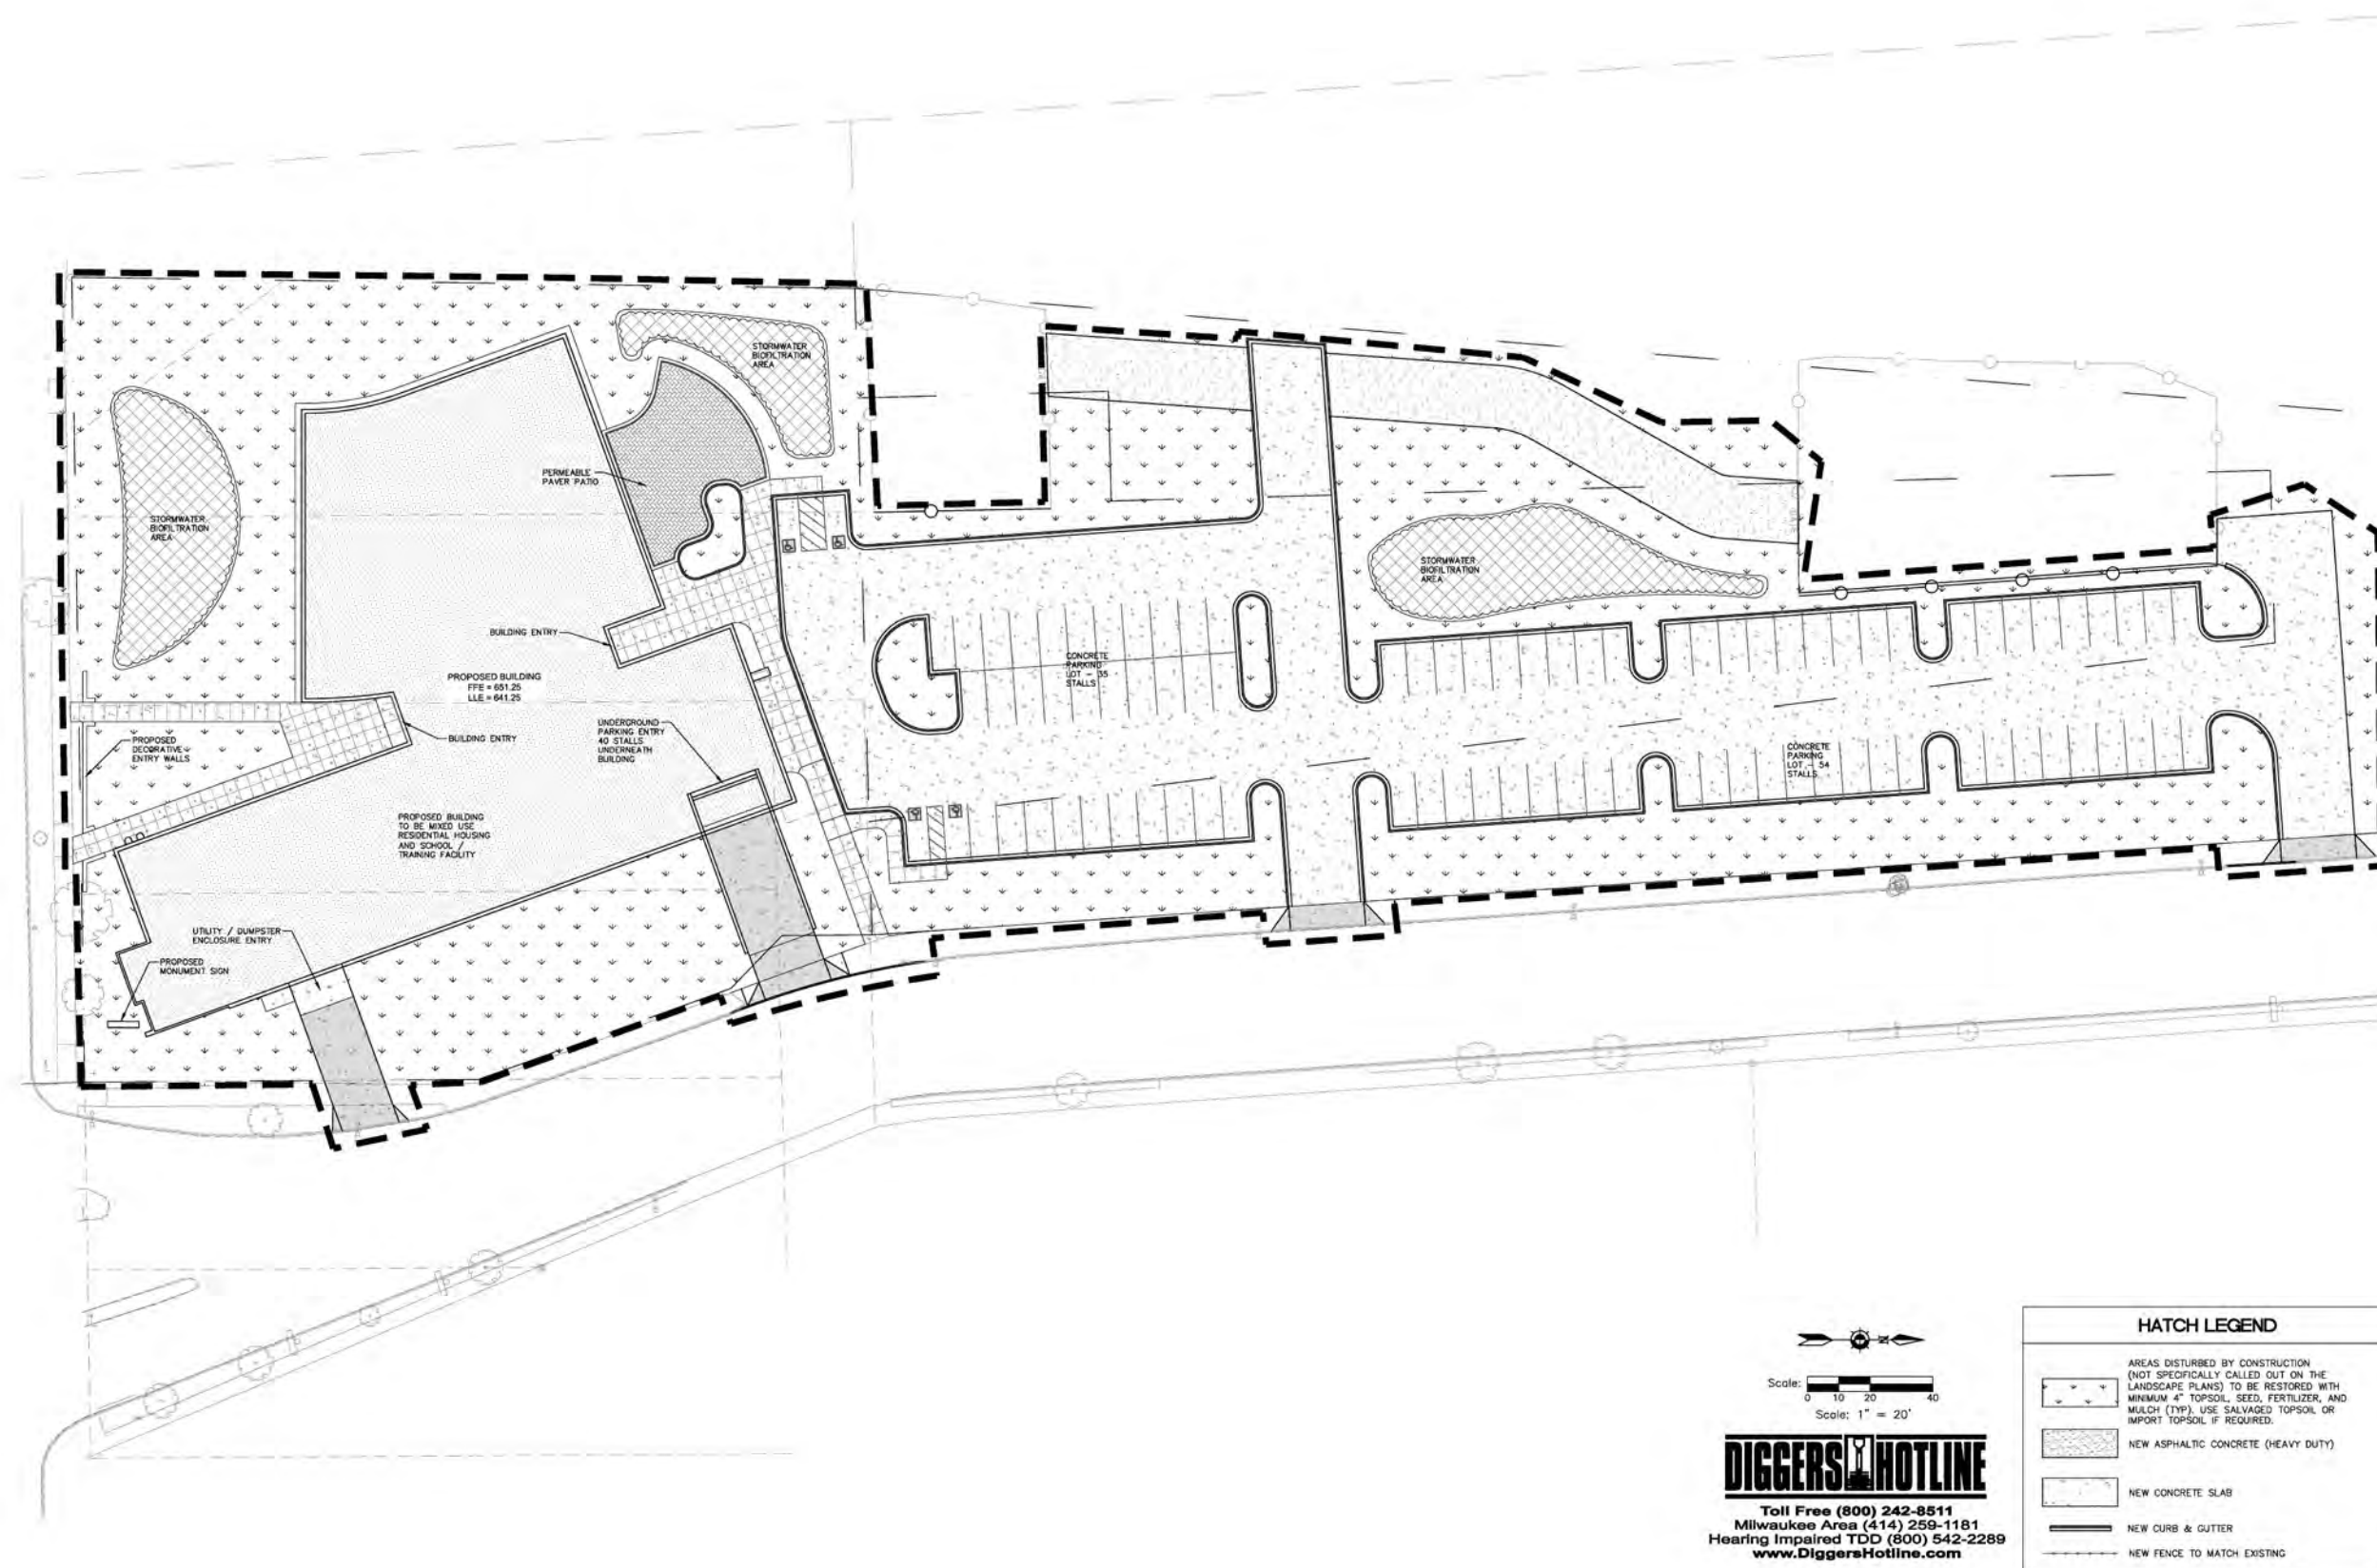 STORMWATER
BIOFILTRATION
AREA
PERMEABLE
PAVER PATIO
STORMWATER
BIOFILTRATION
AREA
STORMWATER
BIOFILTRATION
AREA
BUILDING ENTRY
CONCRETE
PARKING
LOT - 35
STALLS
PROPOSED BUILDING
FFE = 651.25
LLE = 641.25
UNDERGROUND
PARKING ENTRY
40 STALLS
UNDERNEATH
BUILDING
PROPOSED
DECORATIVE
ENTRY WALLS
BUILDING ENTRY
CONCRETE
PARKING
LOT - 54
STALLS
PROPOSED BUILDING
TO BE MIXED USE
RESIDENTIAL HOUSING
AND SCHOOL /
TRAINING FACILITY
UTILITY / DUMPSTER
ENCLOSURE ENTRY
PROPOSED
MONUMENT SIGN
N
Scale:
0 10 20 40
Scale: 1" = 20'
DIGGERS HOTLINE
Toll Free (800) 242-8511
Milwaukee Area (414) 259-1181
Hearing Impaired TDD (800) 542-2289
www.DiggersHotline.com
HATCH LEGEND
AREAS DISTURBED BY CONSTRUCTION
(NOT SPECIFICALLY CALLED OUT ON THE
LANDSCAPE PLANS) TO BE RESTORED WITH
MINIMUM 4" TOPSOIL, SEED, FERTILIZER, AND
MULCH (TYP). USE SALVAGED TOPSOIL OR
IMPORT TOPSOIL IF REQUIRED.
NEW ASPHALTIC CONCRETE (HEAVY DUTY)
NEW CONCRETE SLAB
NEW CURB & GUTTER
NEW FENCE TO MATCH EXISTING